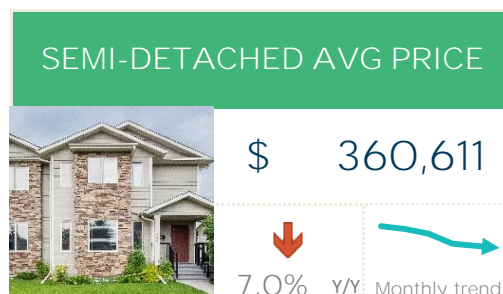 SEMI-DETACHED AVG PRICE
$ 360,611
7.0% Y/Y Monthly trend